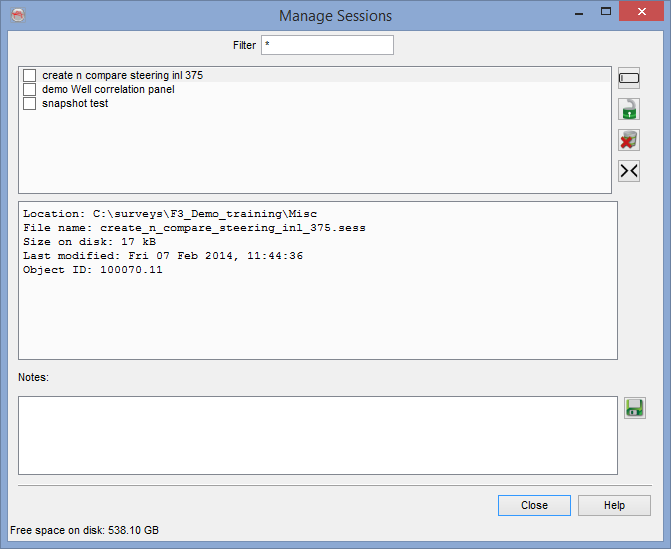 Manage Sessions
Filter *
create n compare steering inl 375
demo Well correlation panel
snapshot test
Location: C:\surveys\F3_Demo_training\Misc
File name: create_n_compare_steering_inl_375.sess
Size on disk: 17 kB
Last modified: Fri 07 Feb 2014, 11:44:36
Object ID: 100070.11
Notes:
Close Help
Free space on disk: 538.10 GB